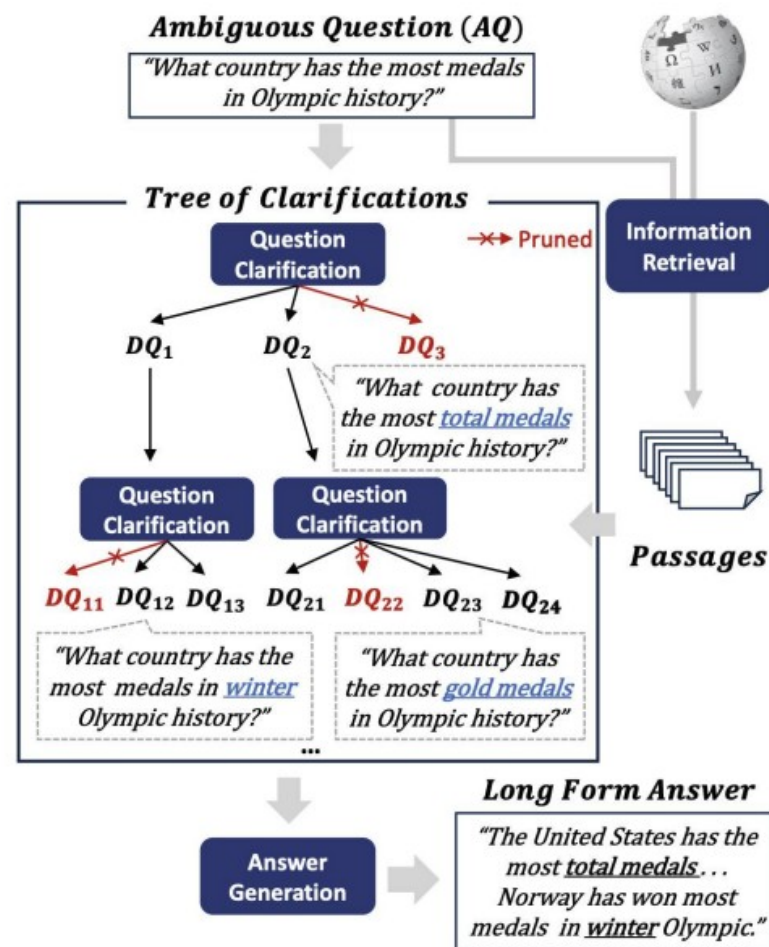 Ambiguous Question (AQ)
"What country has the most medals
in Olympic history?"
Tree of Clarifications
Question
Clarification
Pruned
Information
Retrieval
DQ₁
DQ₂
DQ₃
"What country has
the most total medals
in Olympic history?"
Question
Clarification
Question
Clarification
Passages
DQ₁₁ DQ₁₂ DQ₁₃ DQ₂₁ DQ₂₂ DQ₂₃ DQ₂₄
"What country has the
most medals in winter
Olympic history?"
"What country has
the most gold medals
in Olympic history?"
...
Answer
Generation
Long Form Answer
"The United States has the
most total medals...
Norway has won most
medals in winter Olympic."